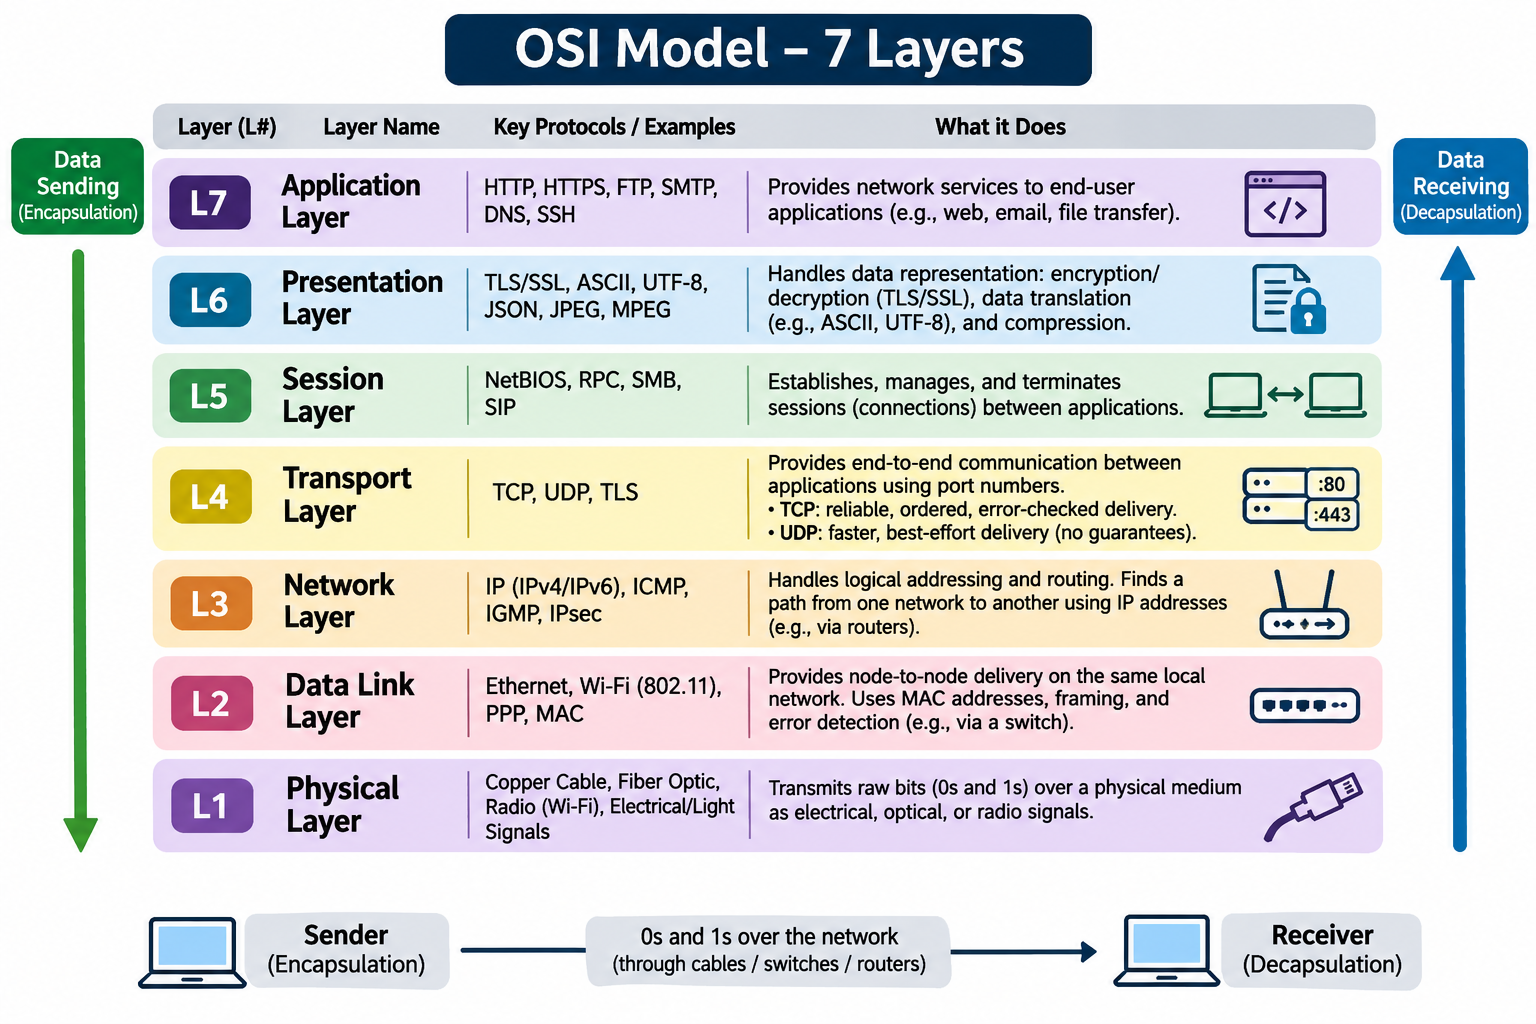 OSI Model – 7 Layers
Layer (L#) Layer Name Key Protocols / Examples What it Does
Data
Sending
(Encapsulation)
Data
Receiving
(Decapsulation)
L7
Application
Layer
HTTP, HTTPS, FTP, SMTP,
DNS, SSH
Provides network services to end-user
applications (e.g., web, email, file transfer).
</>
L6
Presentation
Layer
TLS/SSL, ASCII, UTF-8,
JSON, JPEG, MPEG
Handles data representation: encryption/
decryption (TLS/SSL), data translation
(e.g., ASCII, UTF-8), and compression.
L5
Session
Layer
NetBIOS, RPC, SMB,
SIP
Establishes, manages, and terminates
sessions (connections) between applications.
L4
Transport
Layer
TCP, UDP, TLS
Provides end-to-end communication between
applications using port numbers.
• TCP: reliable, ordered, error-checked delivery.
• UDP: faster, best-effort delivery (no guarantees).
:80
:443
L3
Network
Layer
IP (IPv4/IPv6), ICMP,
IGMP, IPsec
Handles logical addressing and routing. Finds a
path from one network to another using IP addresses
(e.g., via routers).
L2
Data Link
Layer
Ethernet, Wi-Fi (802.11),
PPP, MAC
Provides node-to-node delivery on the same local
network. Uses MAC addresses, framing, and
error detection (e.g., via a switch).
L1
Physical
Layer
Copper Cable, Fiber Optic,
Radio (Wi-Fi), Electrical/Light
Signals
Transmits raw bits (0s and 1s) over a physical medium
as electrical, optical, or radio signals.
Sender
(Encapsulation)
0s and 1s over the network
(through cables / switches / routers)
Receiver
(Decapsulation)